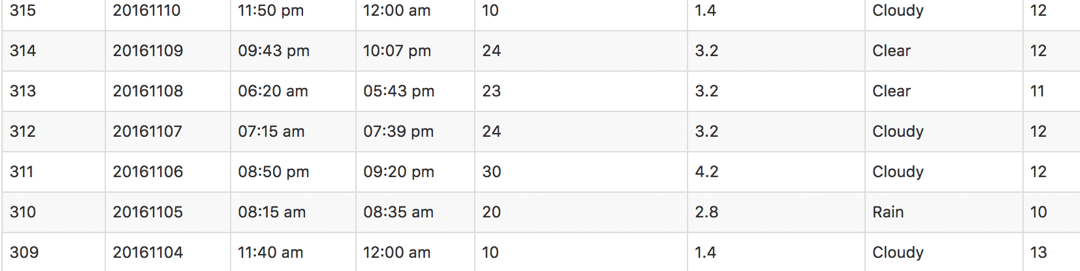 315 20161110 11:50 pm 12:00 am 10 1.4 Cloudy 12
314 20161109 09:43 pm 10:07 pm 24 3.2 Clear 12
313 20161108 06:20 am 05:43 pm 23 3.2 Clear 11
312 20161107 07:15 am 07:39 pm 24 3.2 Cloudy 12
311 20161106 08:50 pm 09:20 pm 30 4.2 Cloudy 12
310 20161105 08:15 am 08:35 am 20 2.8 Rain 10
309 20161104 11:40 am 12:00 am 10 1.4 Cloudy 13